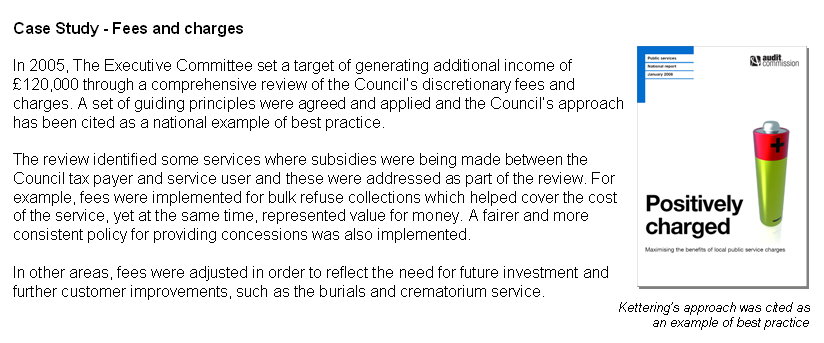 Case Study - Fees and charges
In 2005, The Executive Committee set a target of generating additional income of
£120,000 through a comprehensive review of the Council's discretionary fees and
charges. A set of guiding principles were agreed and applied and the Council's approach
has been cited as a national example of best practice.
The review identified some services where subsidies were being made between the
Council tax payer and service user and these were addressed as part of the review. For
example, fees were implemented for bulk refuse collections which helped cover the cost
of the service, yet at the same time, represented value for money. A fairer and more
consistent policy for providing concessions was also implemented.
In other areas, fees were adjusted in order to reflect the need for future investment and
further customer improvements, such as the burials and crematorium service.
Public services
National report
January 2008
audit
commission
+
Positively
charged
Maximising the benefits of local public service charges
Kettering's approach was cited as
an example of best practice